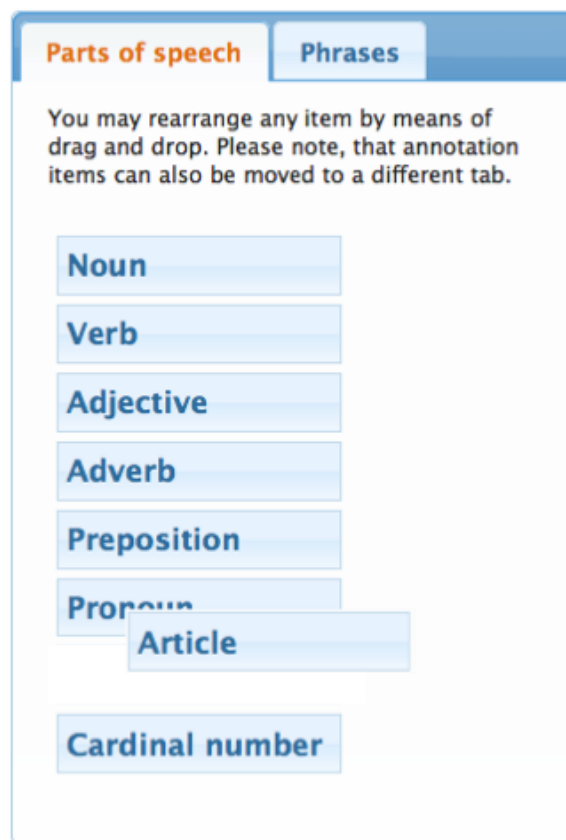 Parts of speech Phrases
You may rearrange any item by means of
drag and drop. Please note, that annotation
items can also be moved to a different tab.
Noun
Verb
Adjective
Adverb
Preposition
Pronoun
Article
Cardinal number